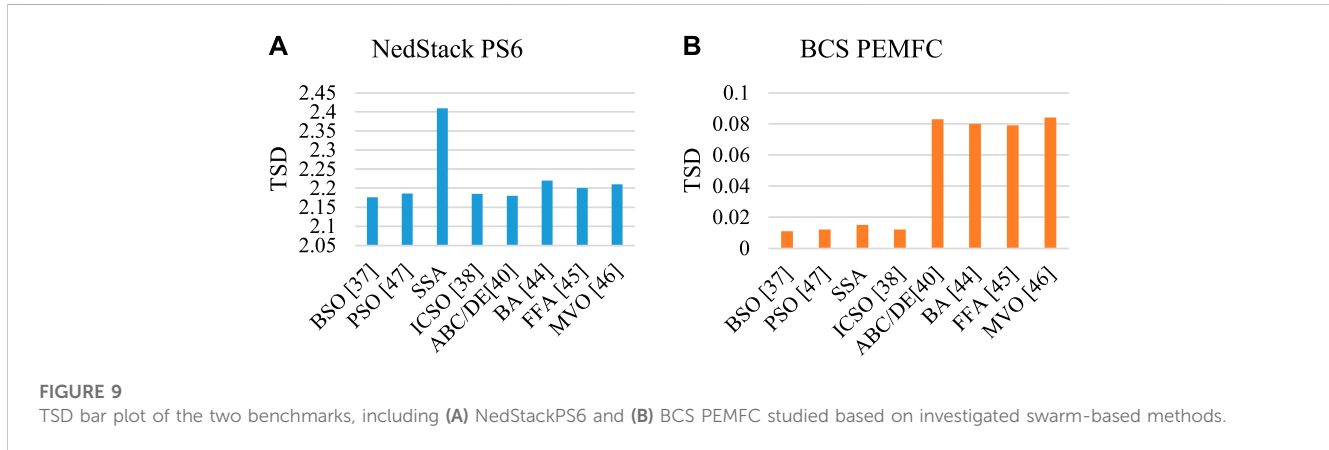 A NedStack PS6
TSD
2.45
2.4
2.35
2.3
2.25
2.2
2.15
2.1
2.05
BSO [37]
PSO [47]
SSA
ICSO [38]
ABC/DE[40]
BA [44]
FFA [45]
MVO [46]
B BCS PEMFC
TSD
0.1
0.08
0.06
0.04
0.02
0
BSO [37]
PSO [47]
SSA
ICSO [38]
ABC/DE[40]
BA [44]
FFA [45]
MVO [46]
FIGURE 9
TSD bar plot of the two benchmarks, including (A) NedStackPS6 and (B) BCS PEMFC studied based on investigated swarm-based methods.